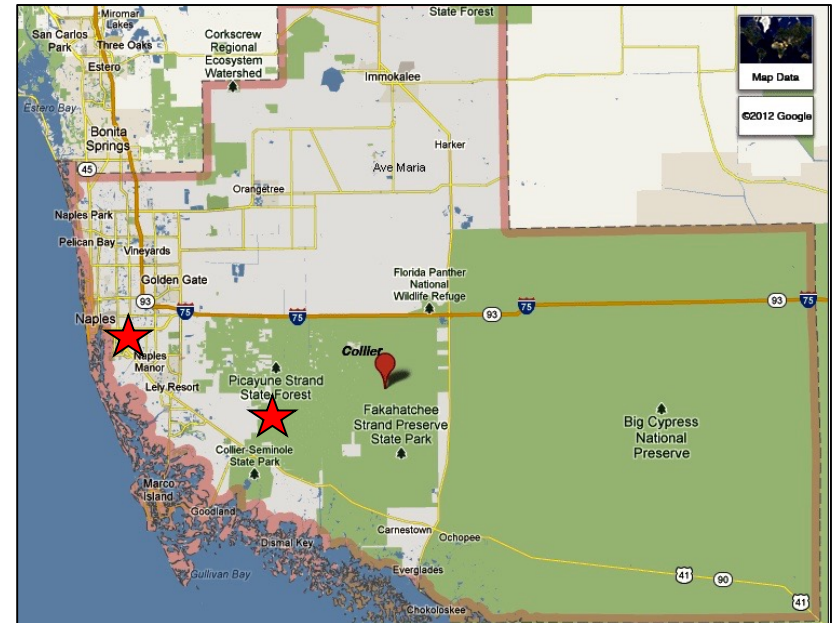 Miromar
Lakes
San Carlos
Park
Three Oaks
Estero
Corkscrew
Regional
Ecosystem
Watershed
State Forest
Map Data
©2012 Google
Immokalee
Estero Bay
Bonita
Springs
Harker
45
Ave Maria
Orangetree
Naples Park
Pelican Bay
Vineyards
Golden Gate
Florida Panther
National
Wildlife Refuge
93
75
75
93
75
93
75
Naples
Naples
Manor
Collier
Lely Resort
Picayune Strand
State Forest
Fakahatchee
Strand Preserve
State Park
Big Cypress
National
Preserve
Collier-Seminole
State Park
Marco
Island
Goodland
Dismal Key
Carnestown
Ochopee
Everglades
Gullivan Bay
41
90
41
Chokoloskee